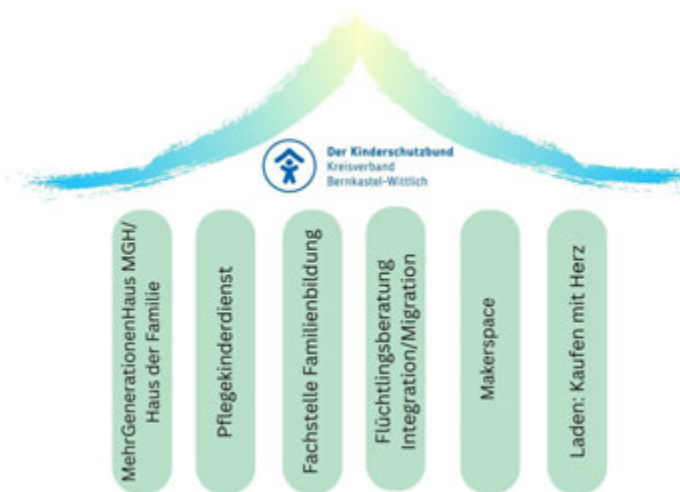 Der Kinderschutzbund
Kreisverband
Bernkastel-Wittlich
MehrGenerationenHaus MGH/
Haus der Familie
Pflegekinderdienst
Fachstelle Familienbildung
Flüchtlingsberatung
Integration/Migration
Makerspace
Laden: Kaufen mit Herz